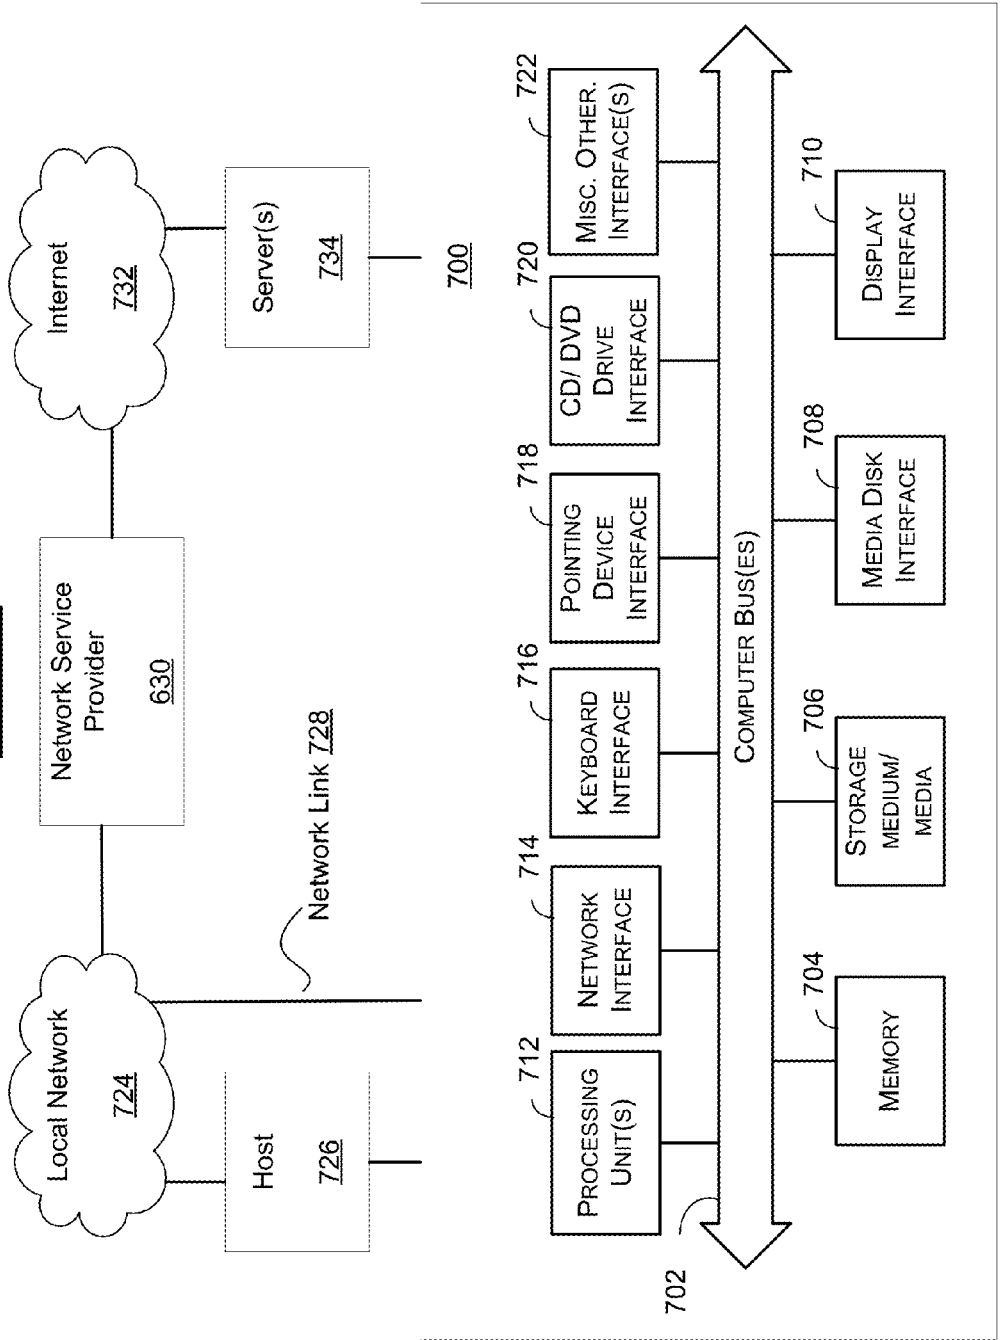 Local Network
724
Network Service
Provider
630
Internet
732
Host
726
Network Link 728
Server(s)
734
700
712
PROCESSING
UNIT(S)
714
NETWORK
INTERFACE
716
KEYBOARD
INTERFACE
718
POINTING
DEVICE
INTERFACE
720
CD/ DVD
DRIVE
INTERFACE
722
MISC. OTHER.
INTERFACE(S)
702
COMPUTER BUS(ES)
704
MEMORY
706
STORAGE
MEDIUM/
MEDIA
708
MEDIA DISK
INTERFACE
710
DISPLAY
INTERFACE